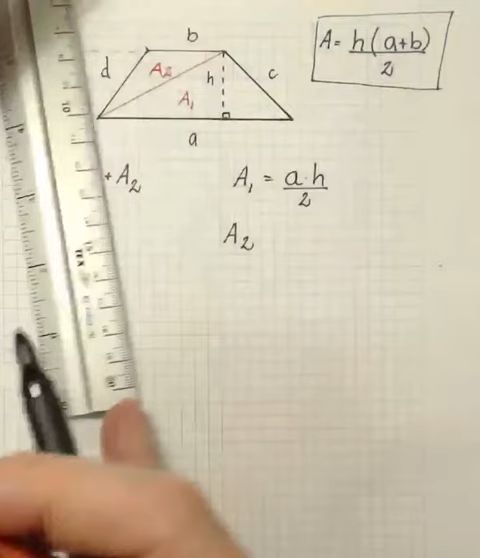 b
A = h(a+b)/2
d A₂ h c
A₁
a
+ A₂ A₁ = a·h/2
A₂